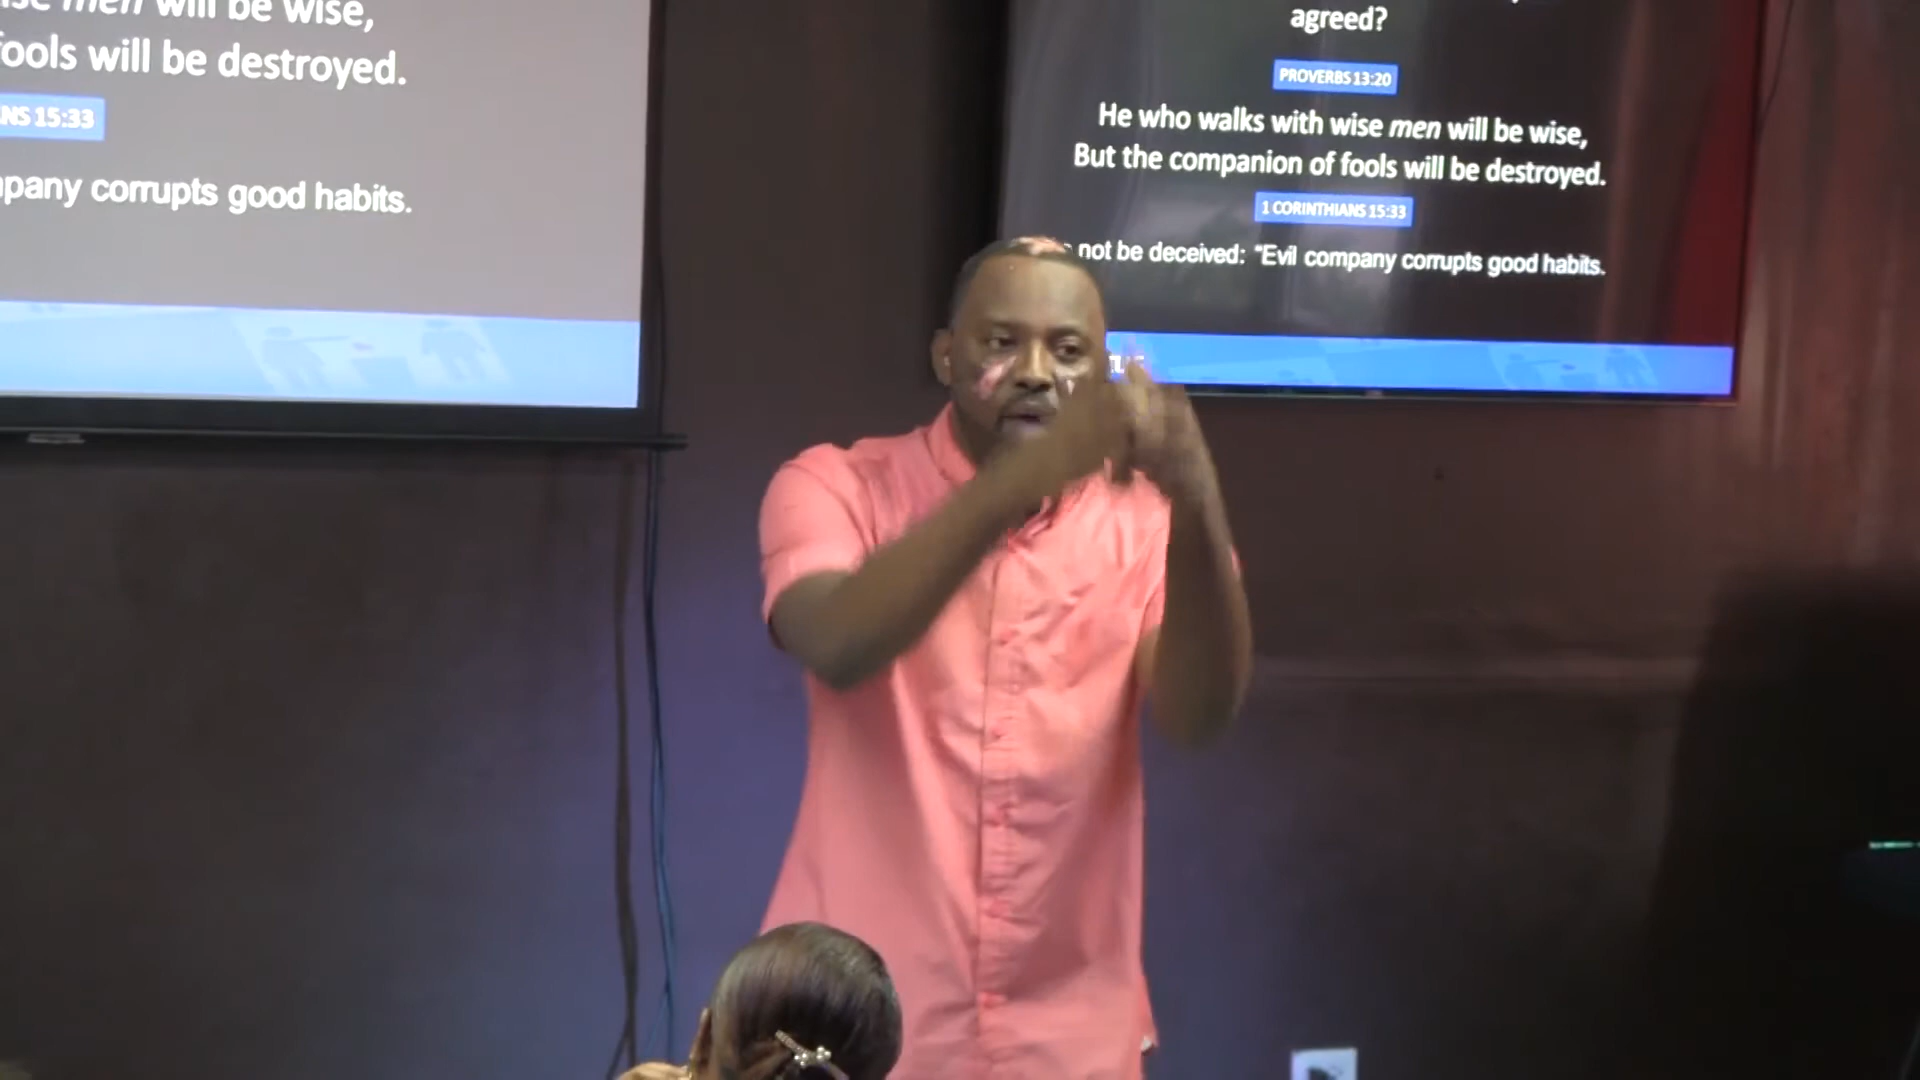 men will be wise,
fools will be destroyed.
NS 15:33
pany corrupts good habits.
agreed?
PROVERBS 13:20
He who walks with wise men will be wise,
But the companion of fools will be destroyed.
1 CORINTHIANS 15:33
not be deceived: "Evil company corrupts good habits.